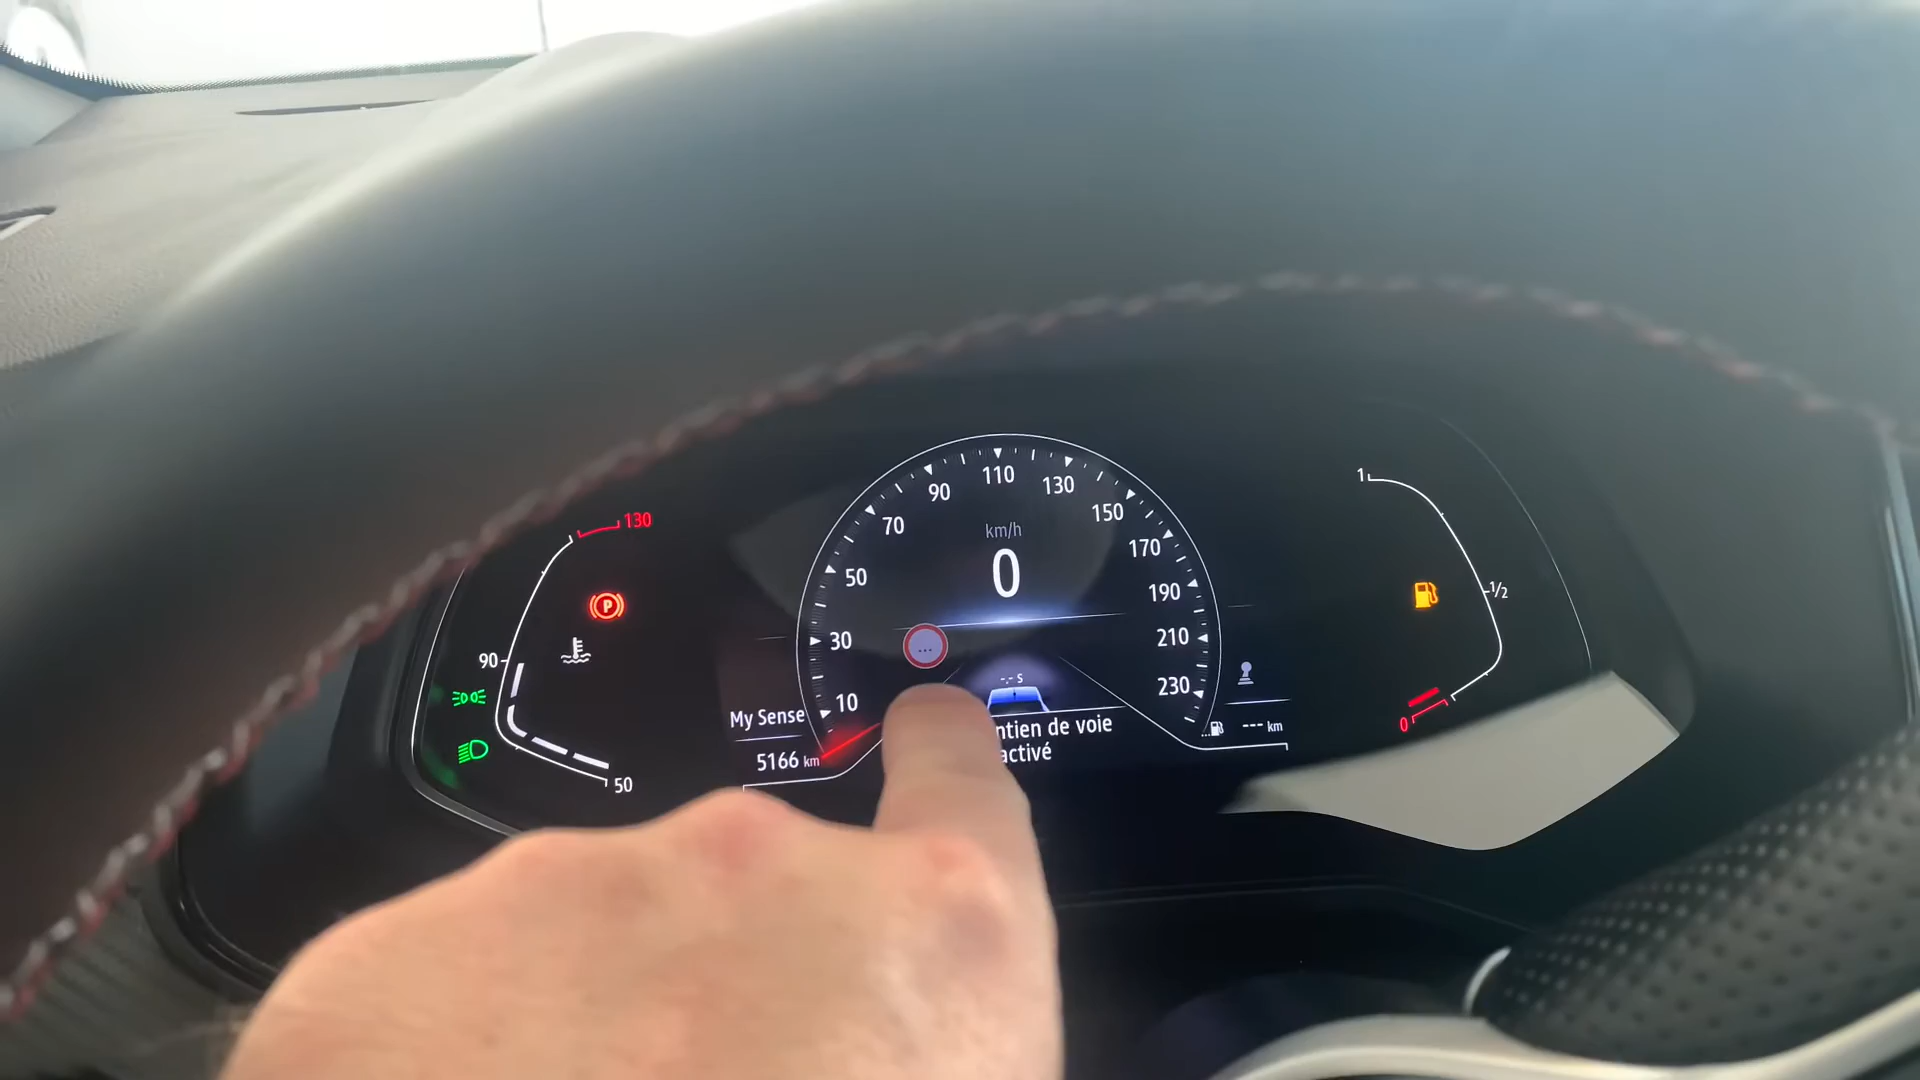 130
90
50
My Sense
5166 km
10
30
50
70
90
110
130
150
170
190
210
230
km/h
0
...
-.- s
activé
de voie
--- km
1
1/2
0
P